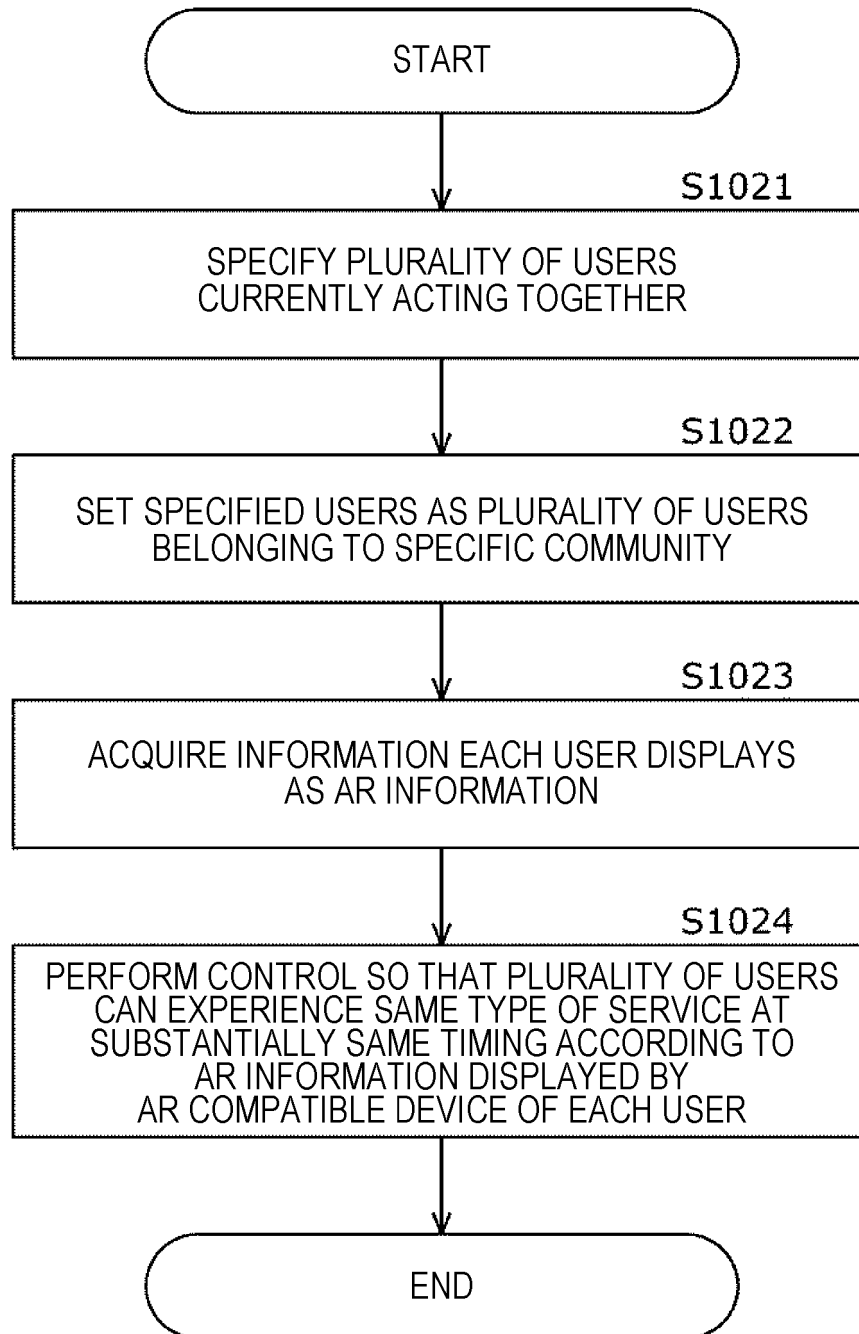 START
S1021
SPECIFY PLURALITY OF USERS
CURRENTLY ACTING TOGETHER
S1022
SET SPECIFIED USERS AS PLURALITY OF USERS
BELONGING TO SPECIFIC COMMUNITY
S1023
ACQUIRE INFORMATION EACH USER DISPLAYS
AS AR INFORMATION
S1024
PERFORM CONTROL SO THAT PLURALITY OF USERS
CAN EXPERIENCE SAME TYPE OF SERVICE AT
SUBSTANTIALLY SAME TIMING ACCORDING TO
AR INFORMATION DISPLAYED BY
AR COMPATIBLE DEVICE OF EACH USER
END